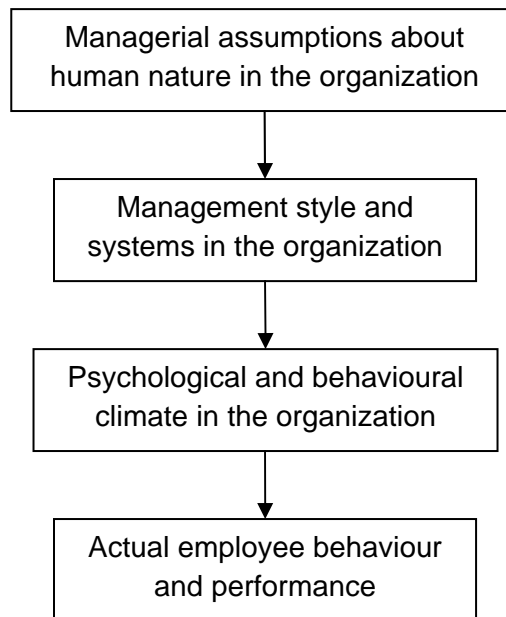 Managerial assumptions about
human nature in the organization
Management style and
systems in the organization
Psychological and behavioural
climate in the organization
Actual employee behaviour
and performance